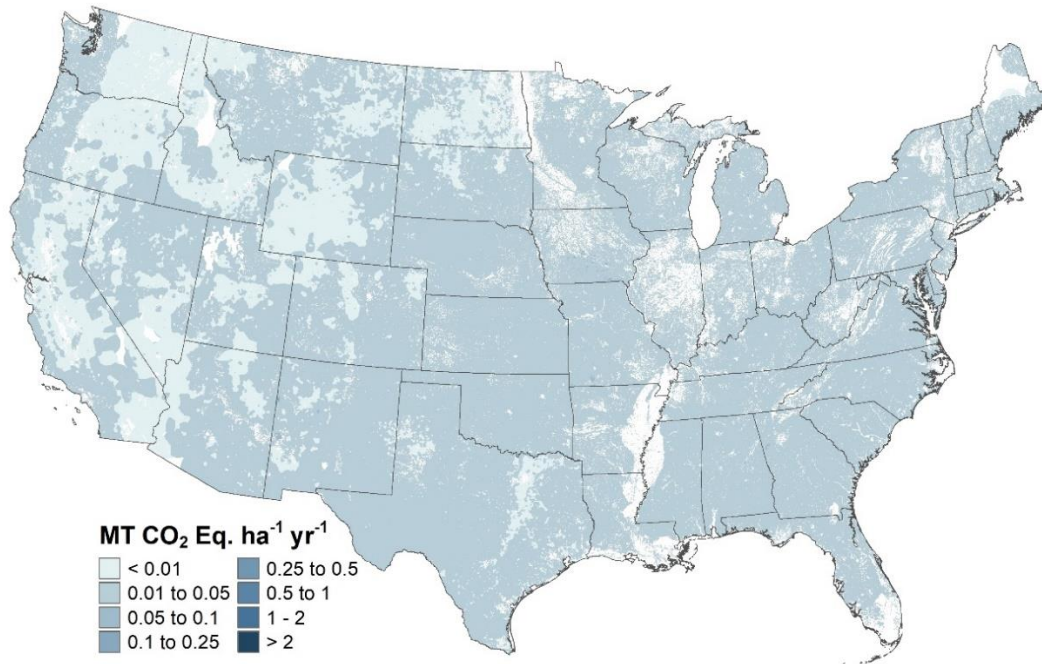 MT CO₂ Eq. ha⁻¹ yr⁻¹
< 0.01
0.01 to 0.05
0.05 to 0.1
0.1 to 0.25
0.25 to 0.5
0.5 to 1
1 - 2
> 2